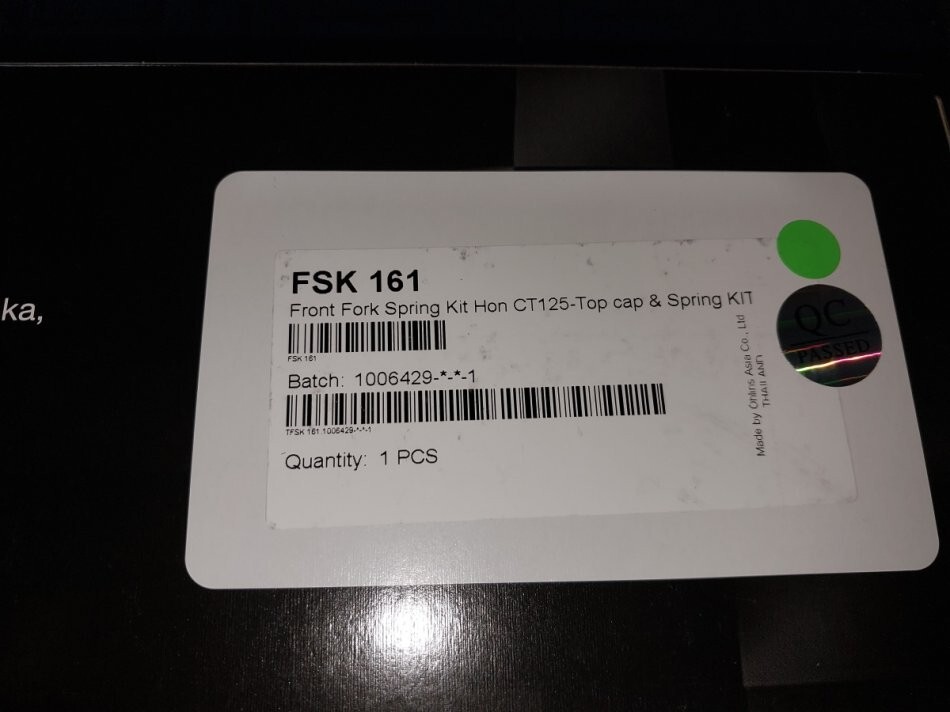 ka,
FSK 161
Front Fork Spring Kit Hon CT125-Top cap & Spring KIT
FSK 161
Batch: 1006429-*-*-1
TFSK 161 1006429-*-*-1
Quantity: 1 PCS
Made by Öhlins Asia Co., Ltd
THAILAND
QC
PASSED